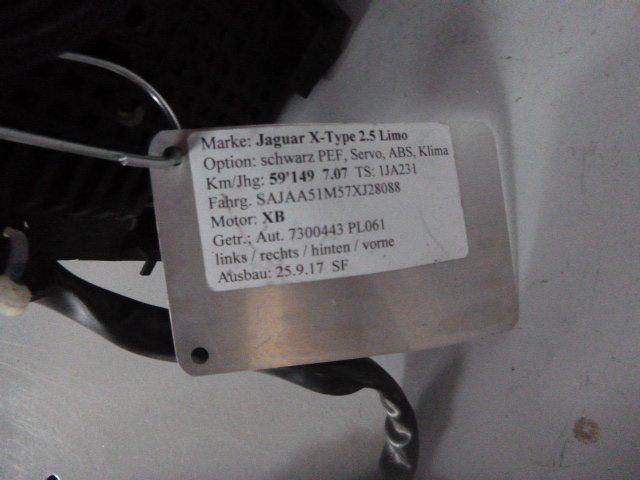 Marke: Jaguar X-Type 2.5 Limo
Option: schwarz PEF, Servo, ABS, Klima
Km/Jhg: 59'149 7.07 TS: 1JA231
Fahrg. SAJAA51M57XJ28088
Motor: XB
Getr.; Aut. 7300443 PL061
links / rechts / hinten / vorne
Ausbau: 25.9.17 SF